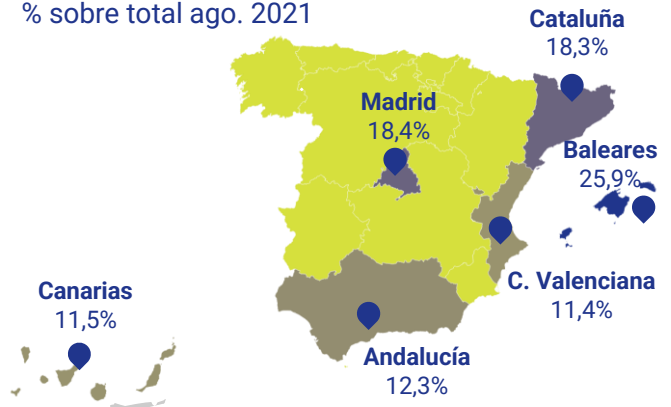 % sobre total ago. 2021
Cataluña
18,3%
Madrid
18,4%
Baleares
25,9%
C. Valenciana
11,4%
Canarias
11,5%
Andalucía
12,3%